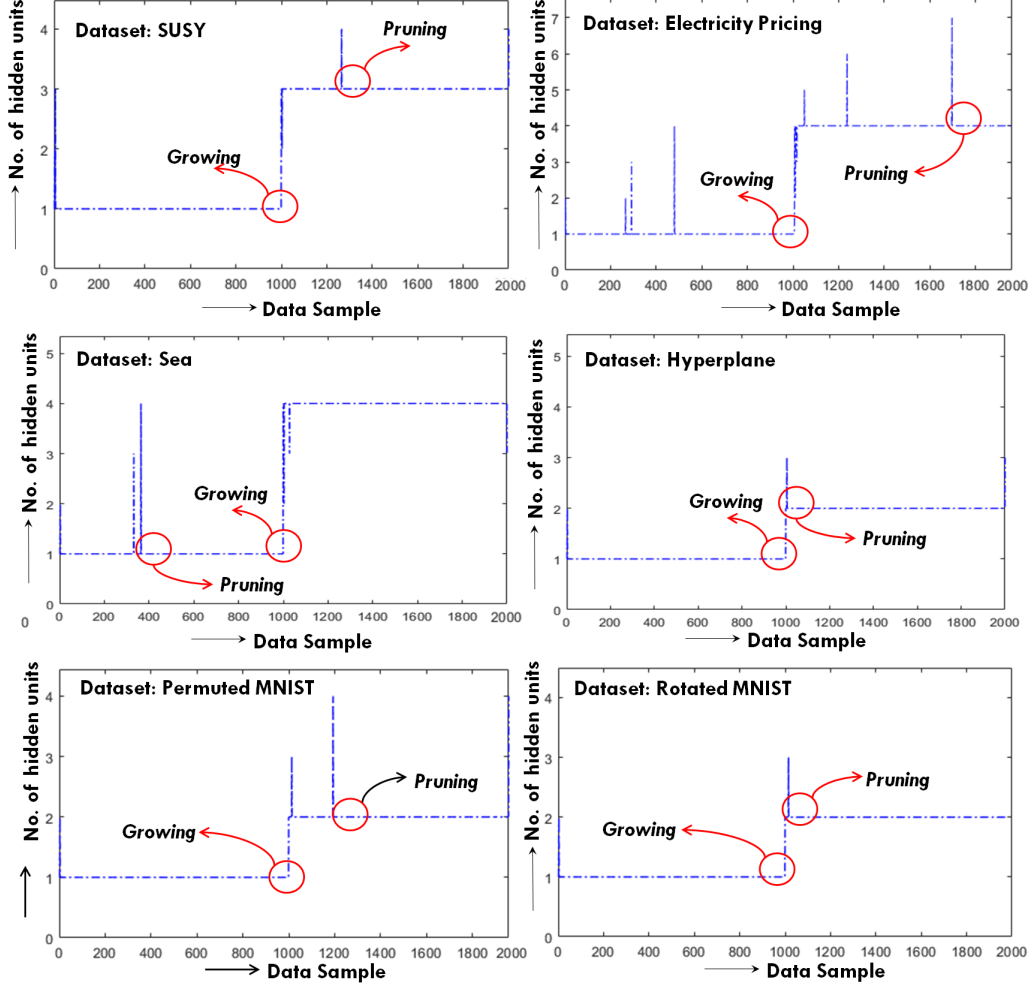 Dataset: SUSY
No. of hidden units
4
3
2
1
0
Pruning
Growing
0 200 400 600 800 1000 1200 1400 1600 1800 2000
Data Sample
Dataset: Electricity Pricing
No. of hidden units
7
6
5
4
3
2
1
0
Growing
Pruning
0 200 400 600 800 1000 1200 1400 1600 1800 2000
Data Sample
Dataset: Sea
No. of hidden units
5
4
3
2
1
0
0
Growing
Pruning
0 200 400 600 800 1000 1200 1400 1600 1800 2000
Data Sample
Dataset: Hyperplane
No. of hidden units
5
4
3
2
1
0
Growing
Pruning
0 200 400 600 800 1000 1200 1400 1600 1800 2000
Data Sample
Dataset: Permuted MNIST
No. of hidden units
4
3
2
1
0
Pruning
Growing
0 200 400 600 800 1000 1200 1400 1600 1800 2000
Data Sample
Dataset: Rotated MNIST
No. of hidden units
4
3
2
1
0
Pruning
Growing
0 200 400 600 800 1000 1200 1400 1600 1800 2000
Data Sample